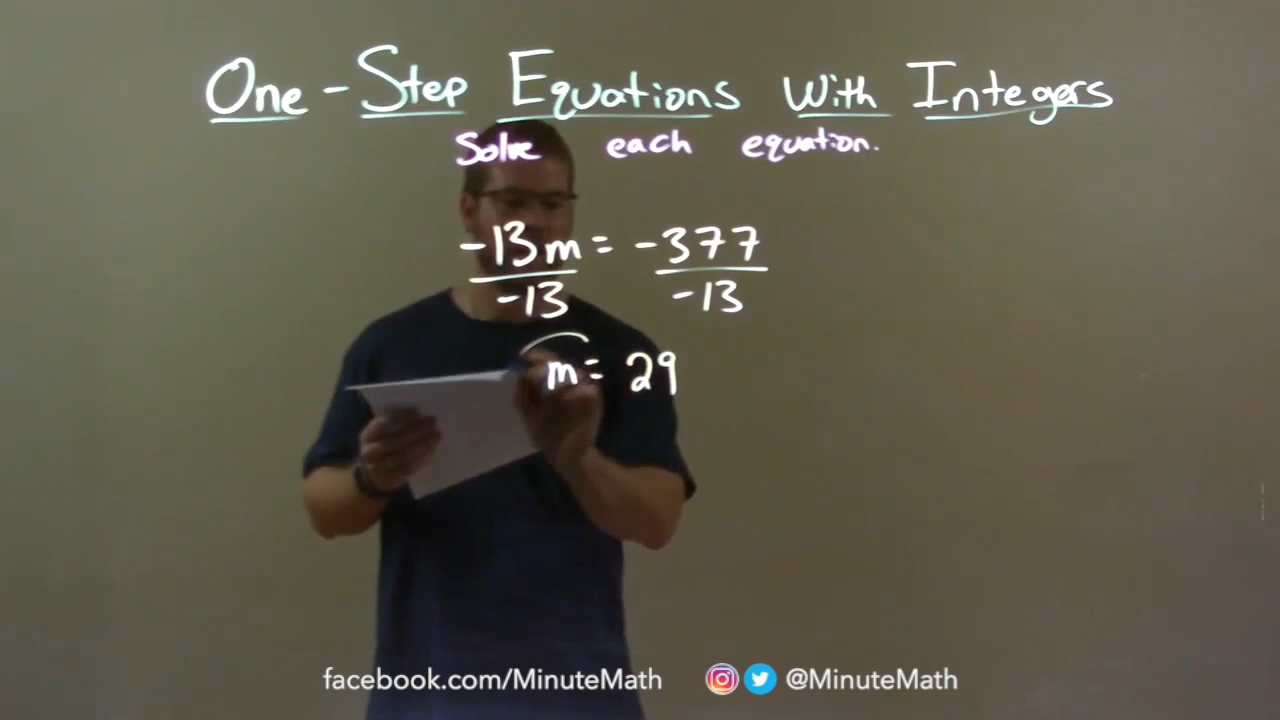 One-Step Equations With Integers
Solve each equation.
-13m = -377
-13 -13
m = 29
facebook.com/MinuteMath @MinuteMath